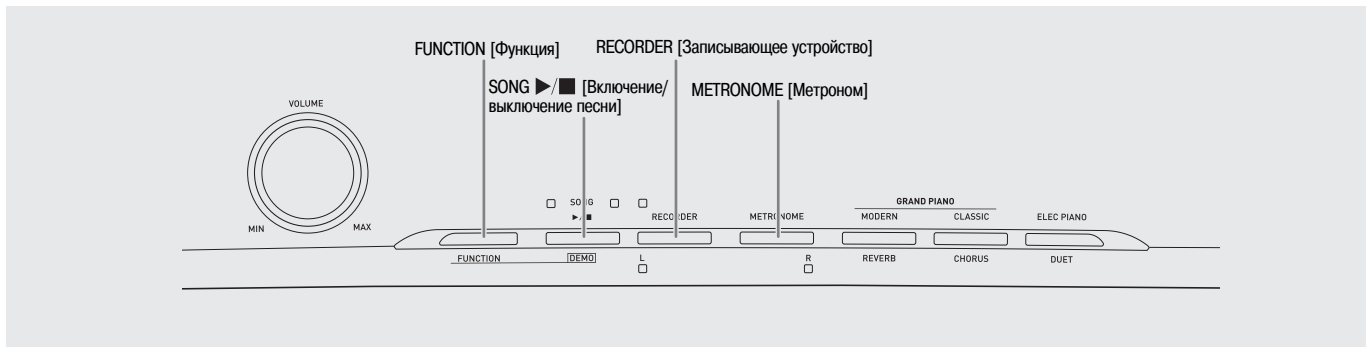 FUNCTION [Функция]
RECORDER [Записывающее устройство]
SONG ▶/■ [Включение/
выключение песни]
METRONOME [Метроном]
VOLUME
MIN
MAX
SONG
▶/■
RECORDER
METRONOME
GRAND PIANO
MODERN
CLASSIC
ELEC PIANO
FUNCTION
DEMO
L
R
REVERB
CHORUS
DUET